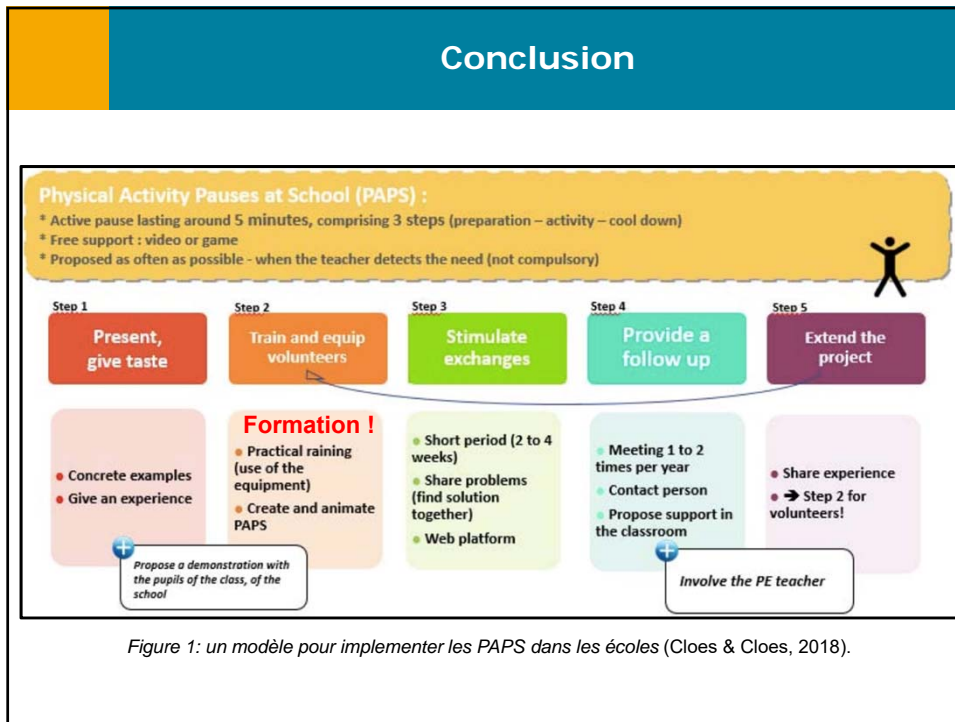 Conclusion
Physical Activity Pauses at School (PAPS) :
* Active pause lasting around 5 minutes, comprising 3 steps (preparation – activity – cool down)
* Free support : video or game
* Proposed as often as possible - when the teacher detects the need (not compulsory)
Step 1
Present,
give taste
Step 2
Train and equip
volunteers
Step 3
Stimulate
exchanges
Step 4
Provide a
follow up
Step 5
Extend the
project
• Concrete examples
• Give an experience
Formation !
• Practical raining
(use of the
equipment)
• Create and animate
PAPS
• Short period (2 to 4
weeks)
• Share problems
(find solution
together)
• Web platform
• Meeting 1 to 2
times per year
• Contact person
• Propose support in
the classroom
• Share experience
• ➔ Step 2 for
volunteers!
Propose a demonstration with
the pupils of the class, of the
school
Involve the PE teacher
Figure 1: un modèle pour implementer les PAPS dans les écoles (Cloes & Cloes, 2018).